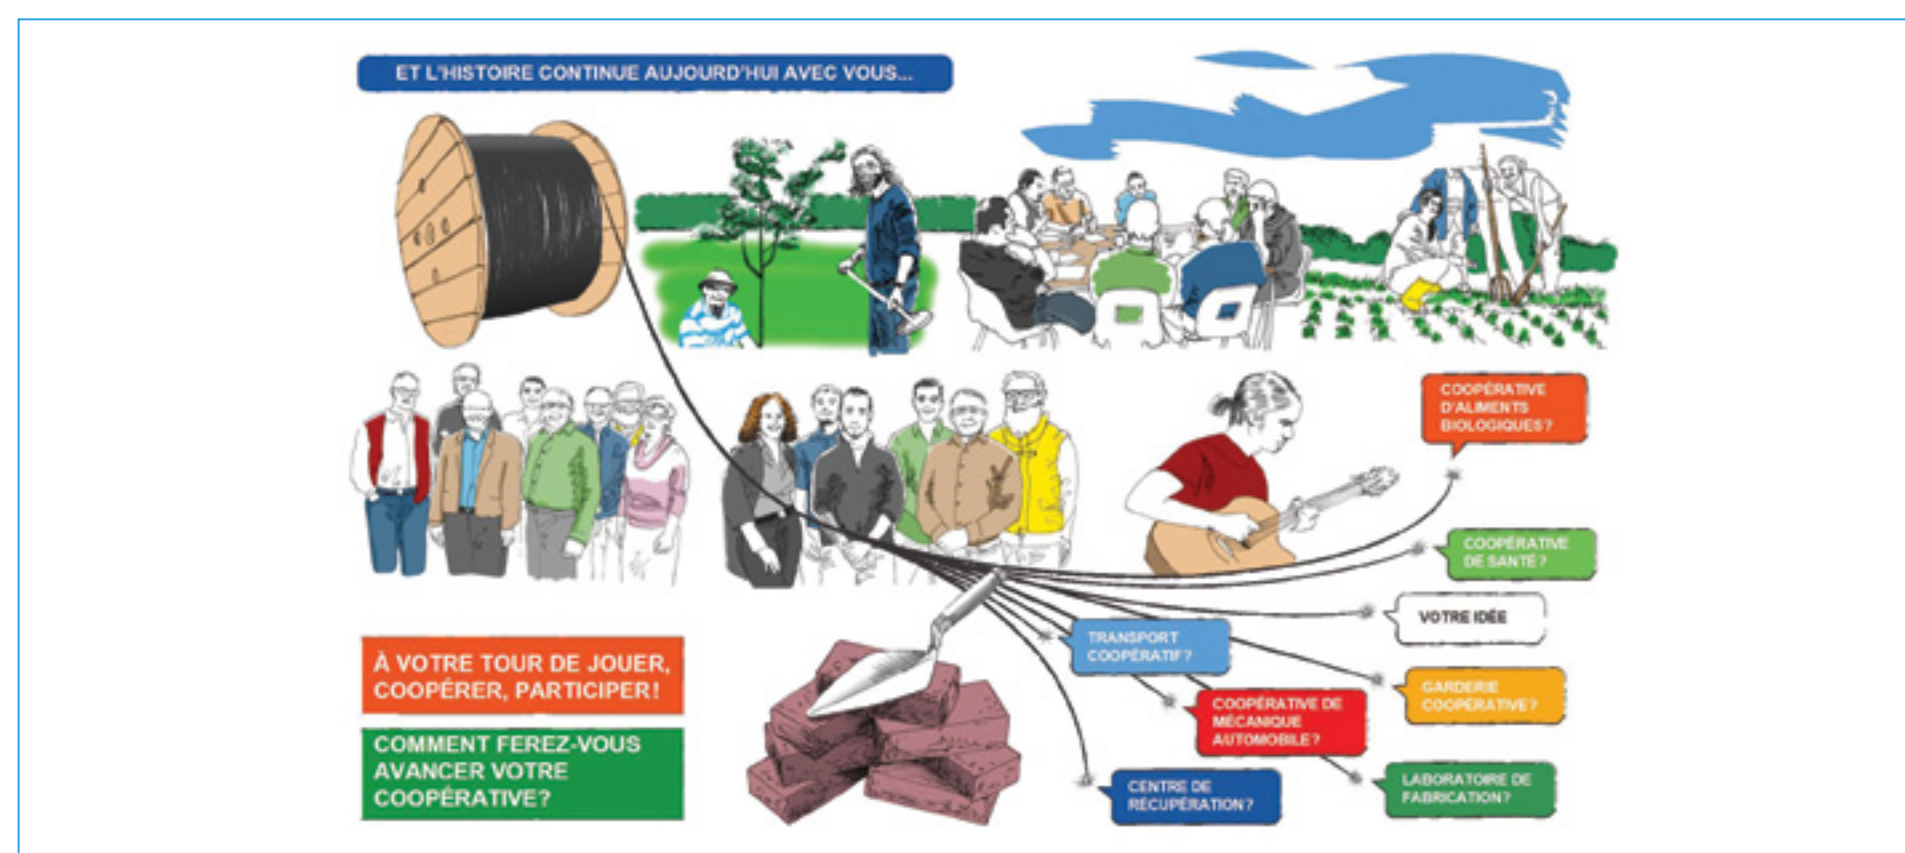 ET L'HISTOIRE CONTINUE AUJOURD'HUI AVEC VOUS...
COOPÉRATIVE
D'ALIMENTS
BIOLOGIQUES?
COOPÉRATIVE
DE SANTÉ?
VOTRE IDÉE
TRANSPORT
COOPÉRATIF?
GARDERIE
COOPÉRATIVE?
COOPÉRATIVE DE
MÉCANIQUE
AUTOMOBILE?
CENTRE DE
RÉCUPÉRATION?
LABORATOIRE DE
FABRICATION?
À VOTRE TOUR DE JOUER,
COOPÉRER, PARTICIPER!
COMMENT FEREZ-VOUS
AVANCER VOTRE
COOPÉRATIVE?